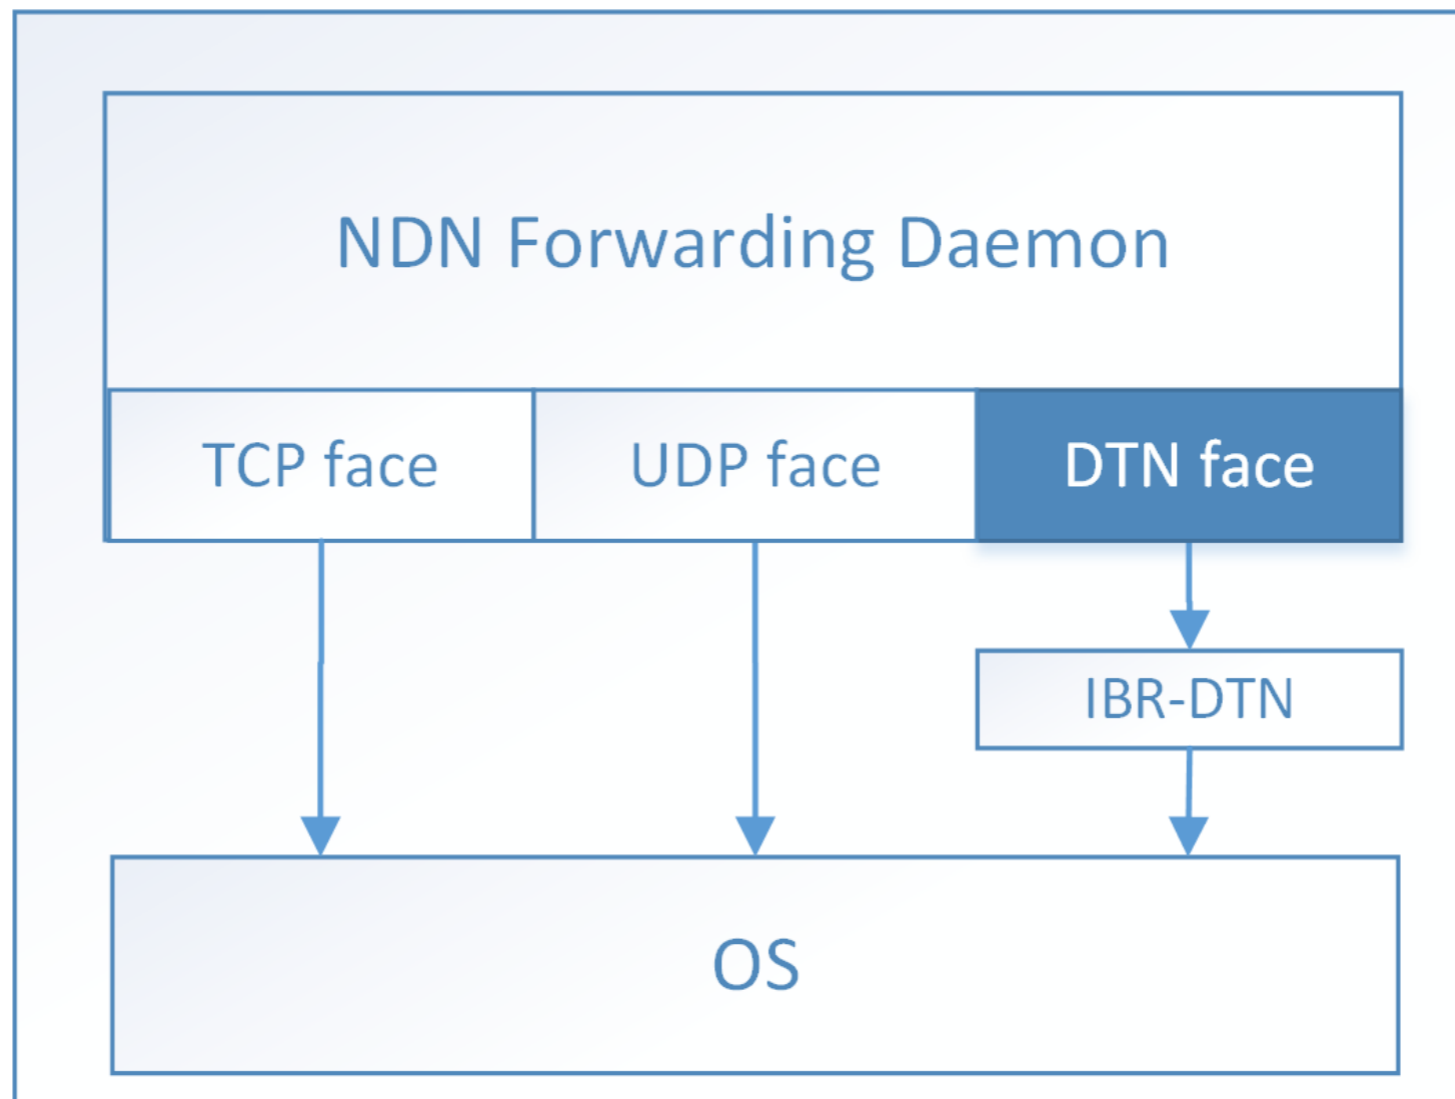 NDN Forwarding Daemon
TCP face
UDP face
DTN face
IBR-DTN
OS